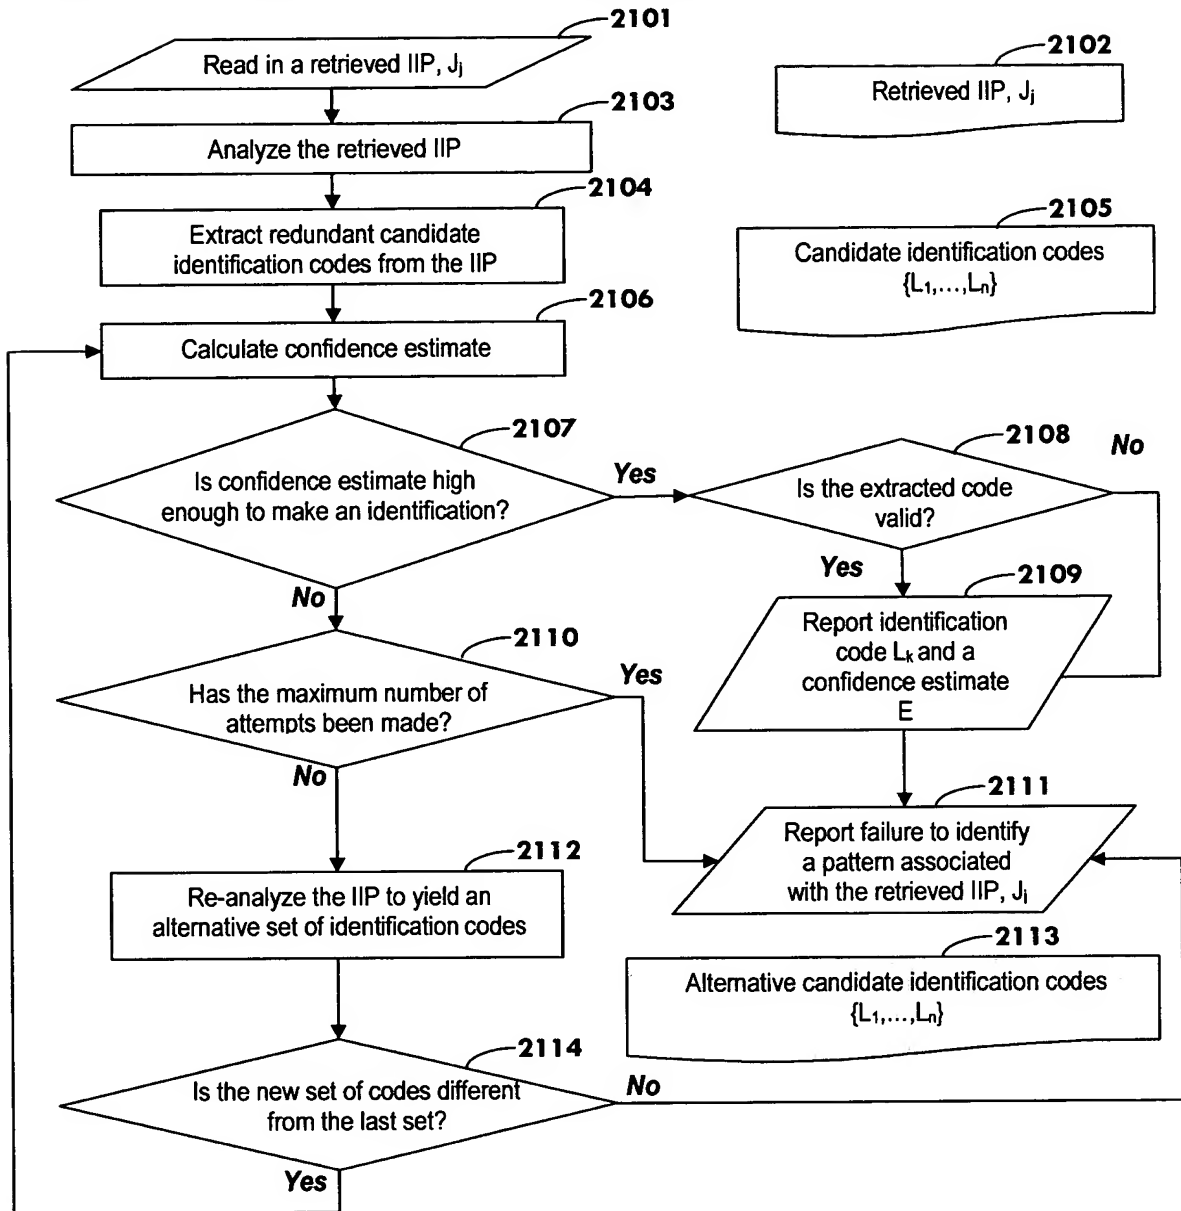 2101
Read in a retrieved IIP, Jj
2102
Retrieved IIP, Jj
2103
Analyze the retrieved IIP
2104
Extract redundant candidate
identification codes from the IIP
2105
Candidate identification codes
{L1,...,Ln}
2106
Calculate confidence estimate
2107
Is confidence estimate high
enough to make an identification?
Yes
No
2108
No
Is the extracted code
valid?
Yes
2109
Report identification
code Lk and a
confidence estimate
E
2110
Has the maximum number of
attempts been made?
Yes
No
2111
Report failure to identify
a pattern associated
with the retrieved IIP, Jj
2112
Re-analyze the IIP to yield an
alternative set of identification codes
2113
Alternative candidate identification codes
{L1,...,Ln}
2114
Is the new set of codes different
from the last set?
No
Yes